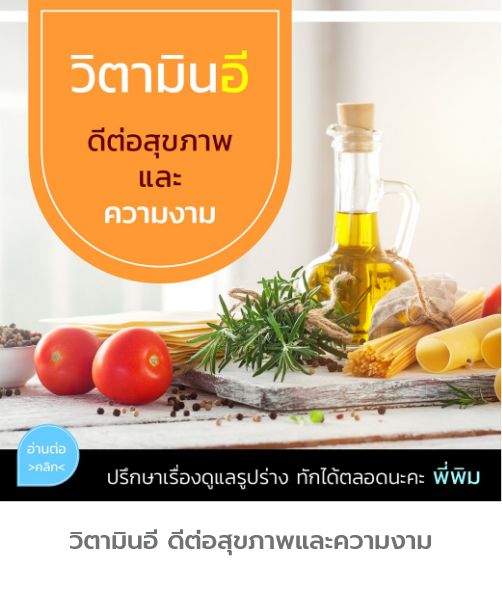 วิตามินอี
ดีต่อสุขภาพ
และ
ความงาม
อ่านต่อ
>คลิก<
ปรึกษาเรื่องดูแลรูปร่าง ทักได้ตลอดนะคะ พี่พิม
วิตามินอี ดีต่อสุขภาพและความงาม